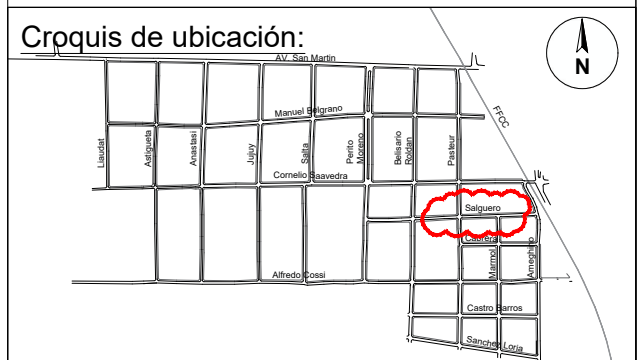 Croquis de ubicación:
AV. San Martin
N
Manuel Belgrano
FFCC
Liaudat
Astigueta
Anastasi
Jujuy
Salta
Perito
Moreno
Belisario
Roldan
Pasteur
Cornelio Saavedra
Salguero
Cabrera
Marmol
Ameghino
Alfredo Cossi
Castro Barros
Sanchez Loria